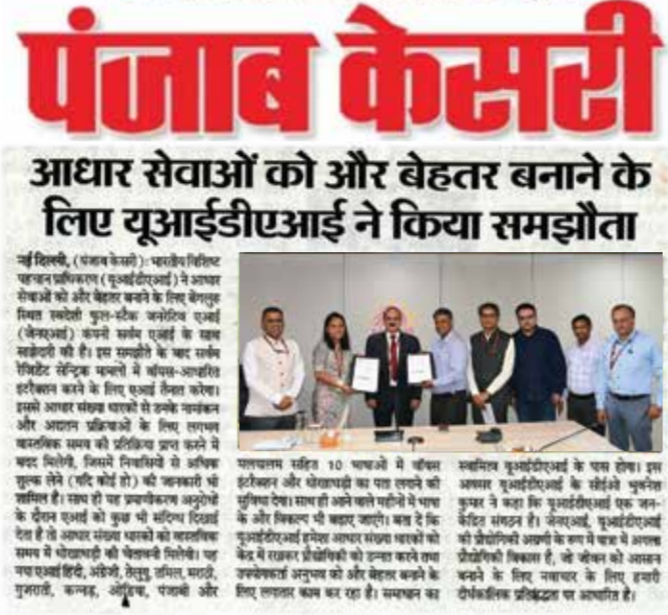 पंजाब केसरी
आधार सेवाओं को और बेहतर बनाने के
लिए यूआईडीएआई ने किया समझौता
नई दिल्ली, (पंजाब केसरी): भारतीय विशिष्ट
पहचान प्राधिकरण (यूआईडीएआई) ने आधार
सेवाओं को और बेहतर बनाने के लिए बेंगलुरु
स्थित स्वदेशी फुल-स्टैक जनरेटिव एआई
(जेनएआई) कंपनी सर्वम एआई के साथ
साझेदारी की है। इस समझौते के बाद सर्वम
रेजिडेंट सेंट्रिक मामलों में वॉयस-आधारित
इंटरैक्शन करने के लिए एआई तैनात करेगा।
इससे आधार संख्या धारकों से उनके नामांकन
और अद्यतन प्रक्रियाओं के लिए लगभग
वास्तविक समय की प्रतिक्रिया प्राप्त करने में
मदद मिलेगी, जिसमें निवासियों से अधिक
शुल्क लेने (यदि कोई हो) की जानकारी भी
शामिल है। साथ ही यह प्रमाणीकरण अनुरोधों
के दौरान एआई को कुछ भी संदिग्ध दिखाई
देता है तो आधार संख्या धारकों को वास्तविक
समय में धोखाधड़ी की चेतावनी मिलेगी। यह
नया एआई हिंदी, अंग्रेजी, तेलुगु, तमिल, मराठी,
गुजराती, कन्नड़, ओड़िया, पंजाबी और
मलयालम सहित 10 भाषाओं में वॉयस
इंटरैक्शन और धोखाधड़ी का पता लगाने की
सुविधा देगा। साथ ही आने वाले महीनों में भाषा
के और विकल्प भी बढ़ाए जाएंगे। बता दें कि
यूआईडीएआई हमेशा आधार संख्या धारकों को
केंद्र में रखकर प्रौद्योगिकी को उन्नत करने तथा
उपयोगकर्ता अनुभव को और बेहतर बनाने के
लिए लगातार काम कर रहा है। समाधान का
स्वामित्व यूआईडीएआई के पास होगा। इस
अवसर यूआईडीएआई के सीईओ भुवनेश
कुमार ने कहा कि यूआईडीएआई एक जन-
केंद्रित संगठन है। जेनएआई, यूआईडीएआई
की प्रौद्योगिकी अग्रणी के रूप में यात्रा में अगला
प्रौद्योगिकी विकास है, जो जीवन को आसान
बनाने के लिए नवाचार के लिए हमारी
दीर्घकालिक प्रतिबद्धता पर आधारित है।